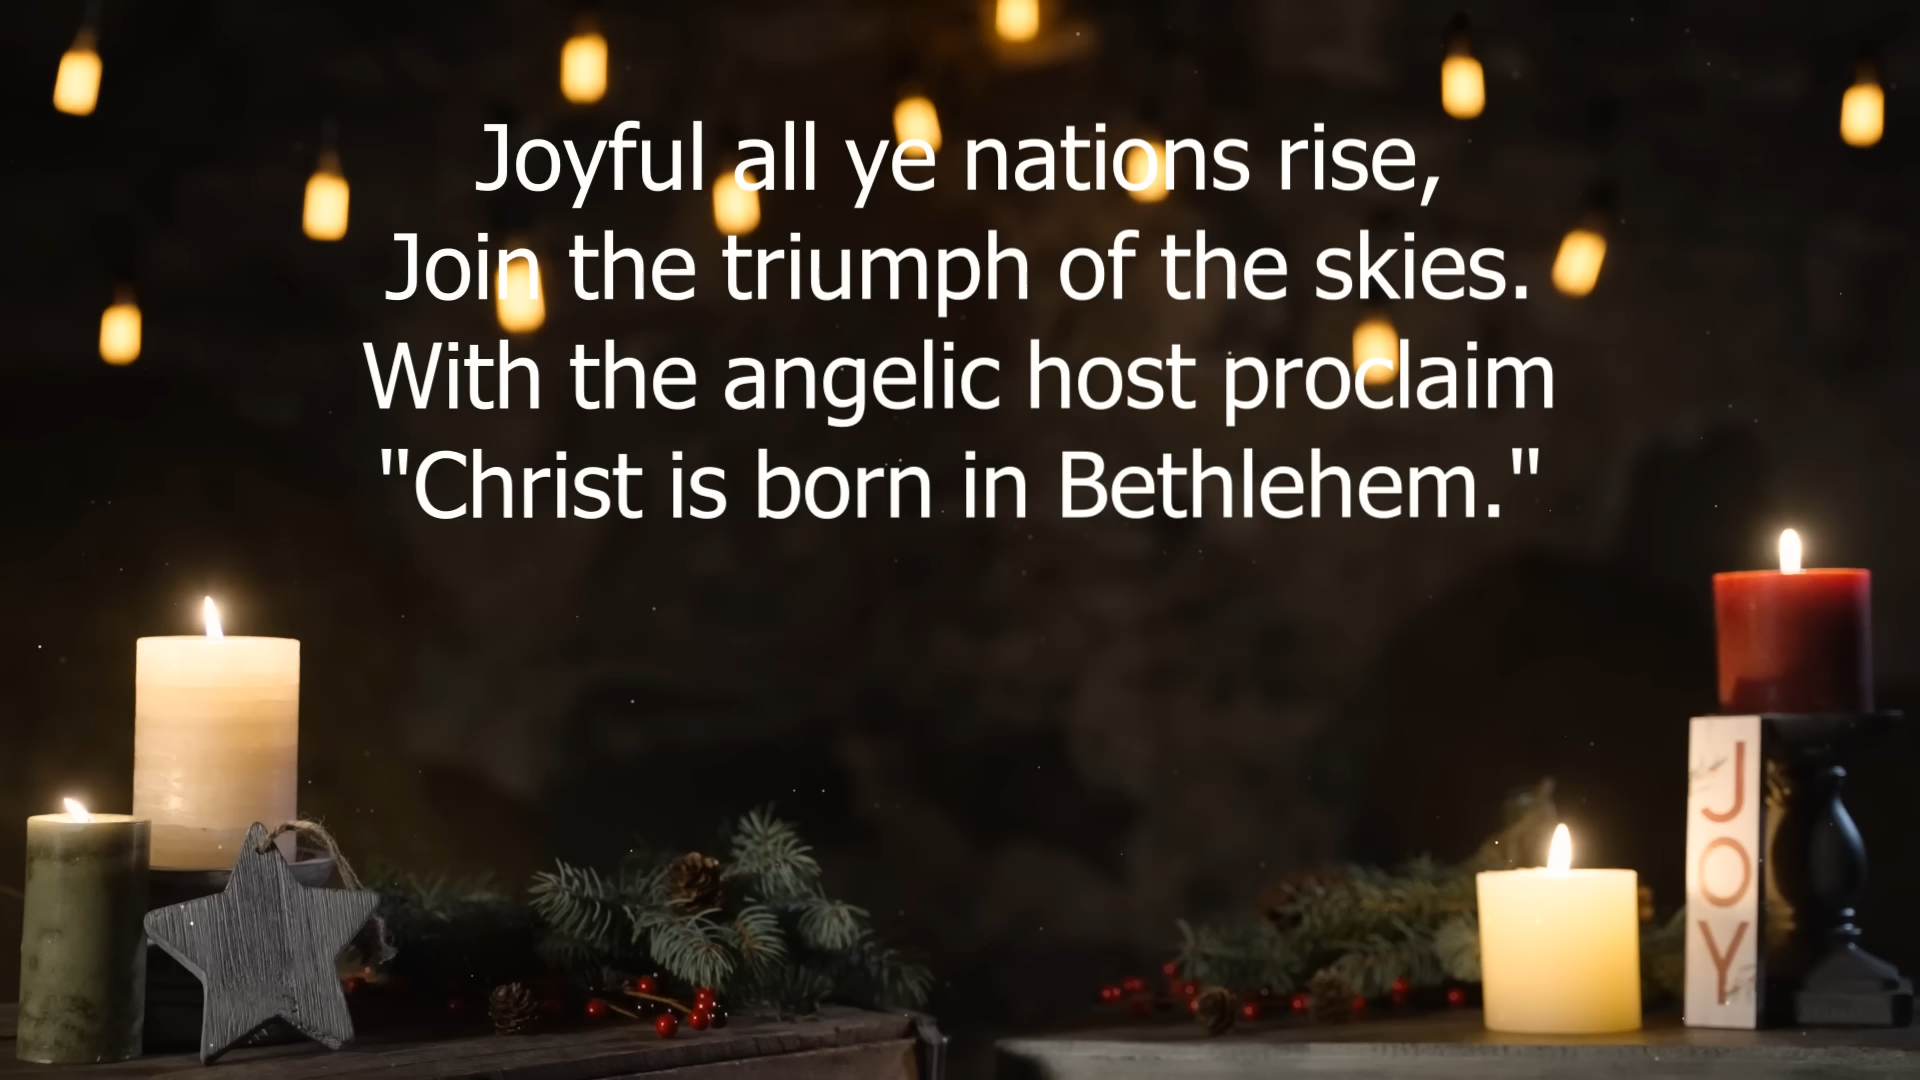 Joyful all ye nations rise,
Join the triumph of the skies.
With the angelic host proclaim
"Christ is born in Bethlehem."
JOY